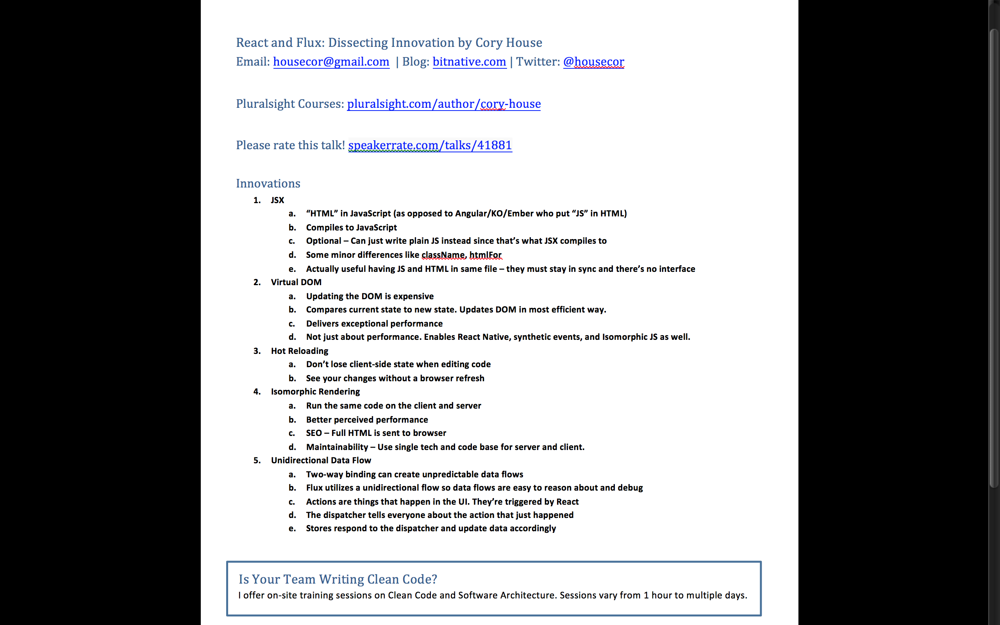 React and Flux: Dissecting Innovation by Cory House
Email: housecor@gmail.com | Blog: bitnative.com | Twitter: @housecor
Pluralsight Courses: pluralsight.com/author/cory-house
Please rate this talk! speakerrate.com/talks/41881
Innovations
1. JSX
a. “HTML” in JavaScript (as opposed to Angular/KO/Ember who put “JS” in HTML)
b. Compiles to JavaScript
c. Optional – Can just write plain JS instead since that’s what JSX compiles to
d. Some minor differences like className, htmlFor
e. Actually useful having JS and HTML in same file – they must stay in sync and there’s no interface
2. Virtual DOM
a. Updating the DOM is expensive
b. Compares current state to new state. Updates DOM in most efficient way.
c. Delivers exceptional performance
d. Not just about performance. Enables React Native, synthetic events, and Isomorphic JS as well.
3. Hot Reloading
a. Don’t lose client-side state when editing code
b. See your changes without a browser refresh
4. Isomorphic Rendering
a. Run the same code on the client and server
b. Better perceived performance
c. SEO – Full HTML is sent to browser
d. Maintainability – Use single tech and code base for server and client.
5. Unidirectional Data Flow
a. Two-way binding can create unpredictable data flows
b. Flux utilizes a unidirectional flow so data flows are easy to reason about and debug
c. Actions are things that happen in the UI. They’re triggered by React
d. The dispatcher tells everyone about the action that just happened
e. Stores respond to the dispatcher and update data accordingly
Is Your Team Writing Clean Code?
I offer on-site training sessions on Clean Code and Software Architecture. Sessions vary from 1 hour to multiple days.